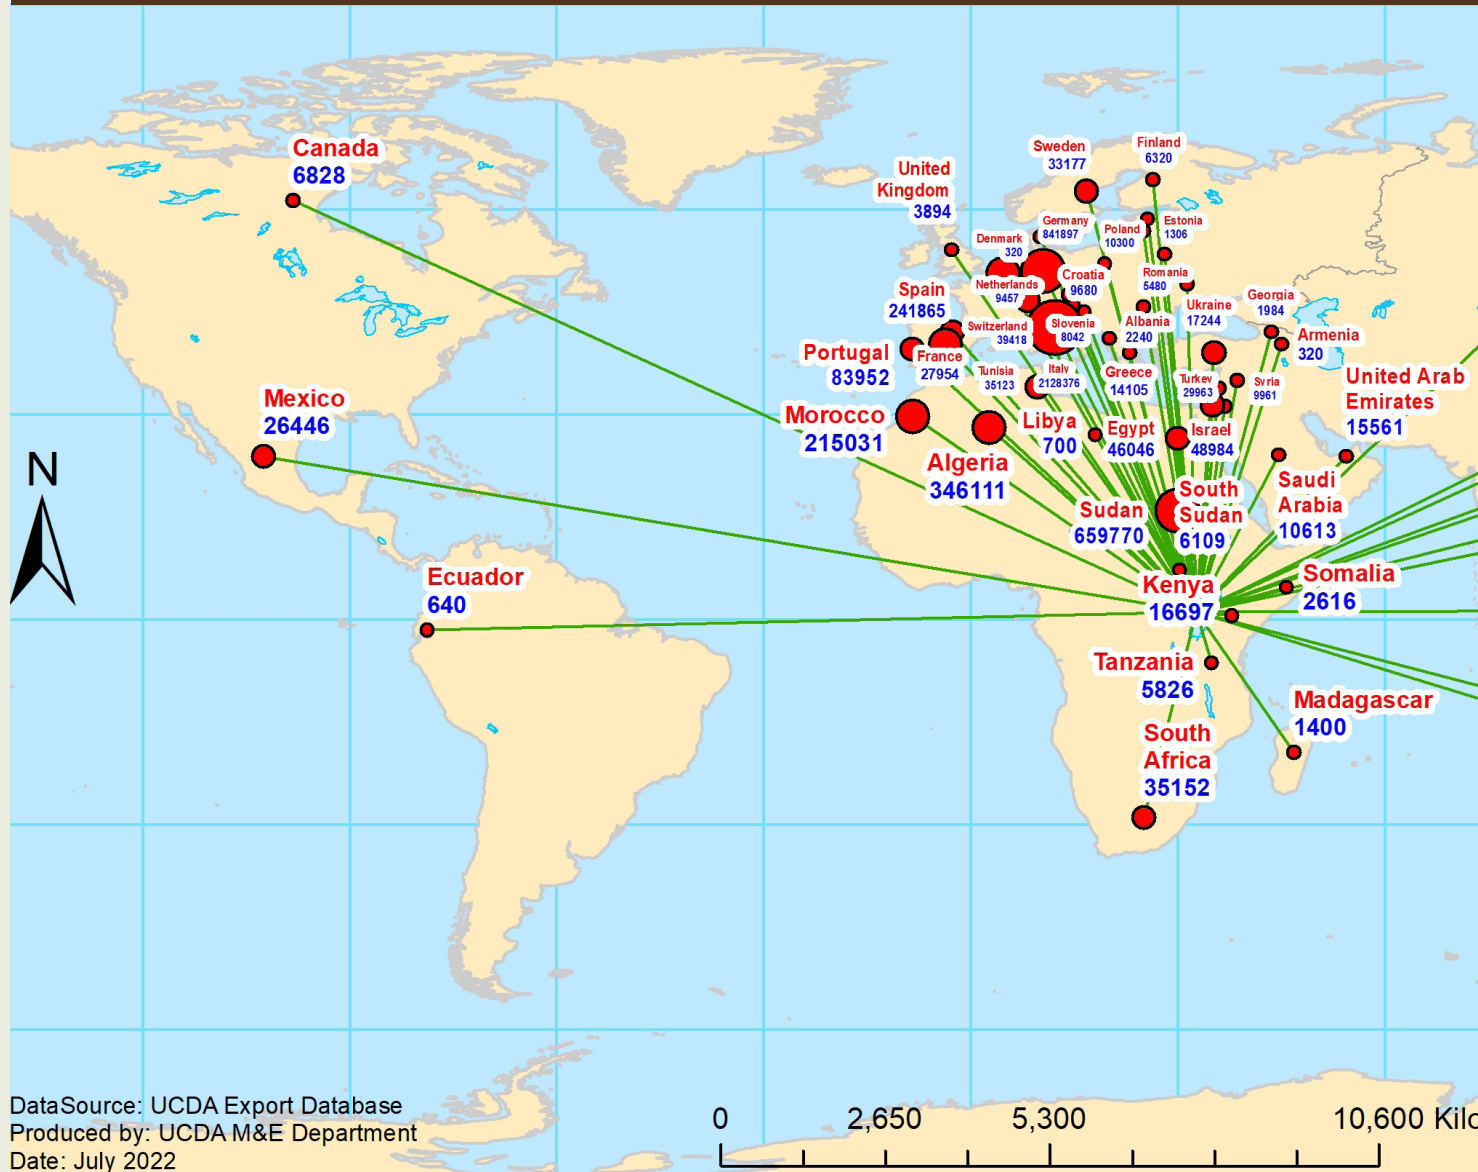 Canada
6828
Mexico
26446
N
Ecuador
640
United
Kingdom
3894
Sweden
33177
Finland
6320
Denmark
320
Germany
841897
Poland
10300
Estonia
1306
Netherlands
9457
Croatia
9680
Romania
5480
Spain
241865
Switzerland
39418
Slovenia
8042
Albania
2240
Ukraine
17244
Georgia
1984
Armenia
320
Portugal
83952
France
27954
Tunisia
35123
Italy
2128376
Greece
14105
Turkey
29963
Syria
9961
United Arab
Emirates
15561
Morocco
215031
Algeria
346111
Libya
700
Egypt
46046
Israel
48984
Saudi
Arabia
10613
Sudan
659770
South
Sudan
6109
Kenya
16697
Somalia
2616
Tanzania
5826
Madagascar
1400
South
Africa
35152
DataSource: UCDA Export Database
Produced by: UCDA M&E Department
Date: July 2022
0 2,650 5,300 10,600 Kilo